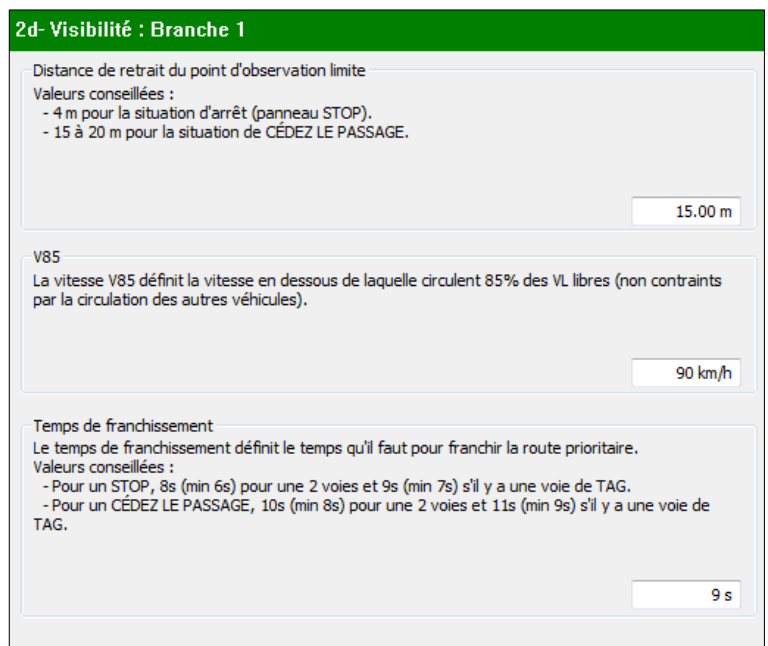 2d- Visibilité : Branche 1
Distance de retrait du point d'observation limite
Valeurs conseillées :
- 4 m pour la situation d'arrêt (panneau STOP).
- 15 à 20 m pour la situation de CÉDEZ LE PASSAGE.
15.00 m
V85
La vitesse V85 définit la vitesse en dessous de laquelle circulent 85% des VL libres (non contraints
par la circulation des autres véhicules).
90 km/h
Temps de franchissement
Le temps de franchissement définit le temps qu'il faut pour franchir la route prioritaire.
Valeurs conseillées :
- Pour un STOP, 8s (min 6s) pour une 2 voies et 9s (min 7s) s'il y a une voie de TAG.
- Pour un CÉDEZ LE PASSAGE, 10s (min 8s) pour une 2 voies et 11s (min 9s) s'il y a une voie de
TAG.
9 s